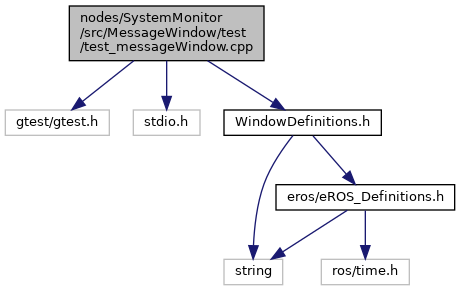 nodes/SystemMonitor
/src/MessageWindow/test
/test_messageWindow.cpp
gtest/gtest.h
stdio.h
WindowDefinitions.h
eros/eROS_Definitions.h
string
ros/time.h